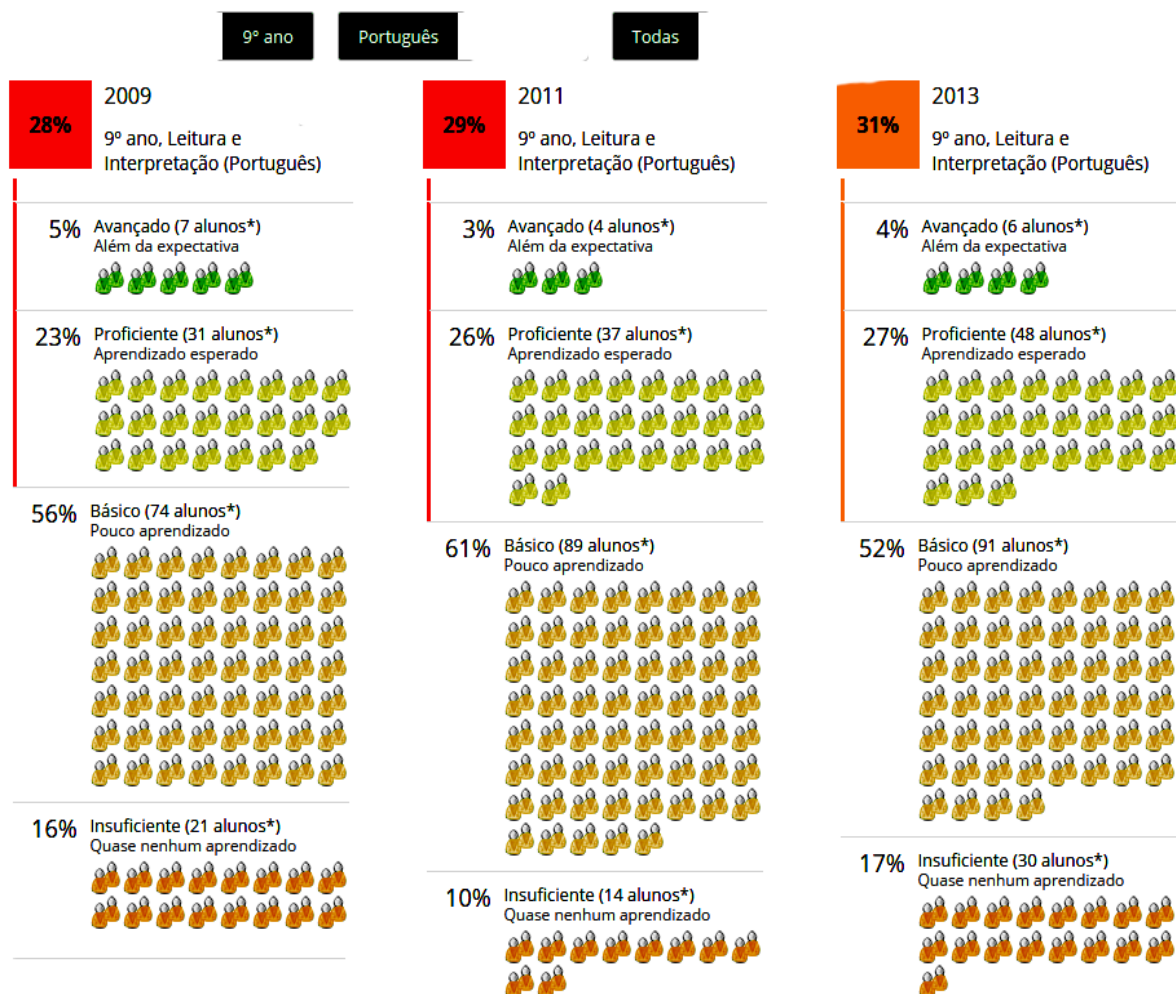 9º ano
Português
Todas
28%
2009
9º ano, Leitura e
Interpretação (Português)
5%
Avançado (7 alunos*)
Além da expectativa
23%
Proficiente (31 alunos*)
Aprendizado esperado
56%
Básico (74 alunos*)
Pouco aprendizado
16%
Insuficiente (21 alunos*)
Quase nenhum aprendizado
29%
2011
9º ano, Leitura e
Interpretação (Português)
3%
Avançado (4 alunos*)
Além da expectativa
26%
Proficiente (37 alunos*)
Aprendizado esperado
61%
Básico (89 alunos*)
Pouco aprendizado
10%
Insuficiente (14 alunos*)
Quase nenhum aprendizado
31%
2013
9º ano, Leitura e
Interpretação (Português)
4%
Avançado (6 alunos*)
Além da expectativa
27%
Proficiente (48 alunos*)
Aprendizado esperado
52%
Básico (91 alunos*)
Pouco aprendizado
17%
Insuficiente (30 alunos*)
Quase nenhum aprendizado